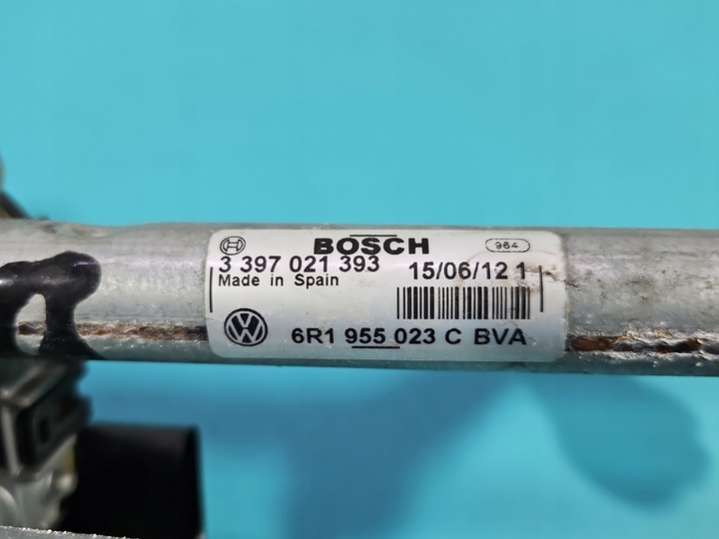 BOSCH 984
3 397 021 393 15/06/12 1
Made in Spain
6R1 955 023 C BVA